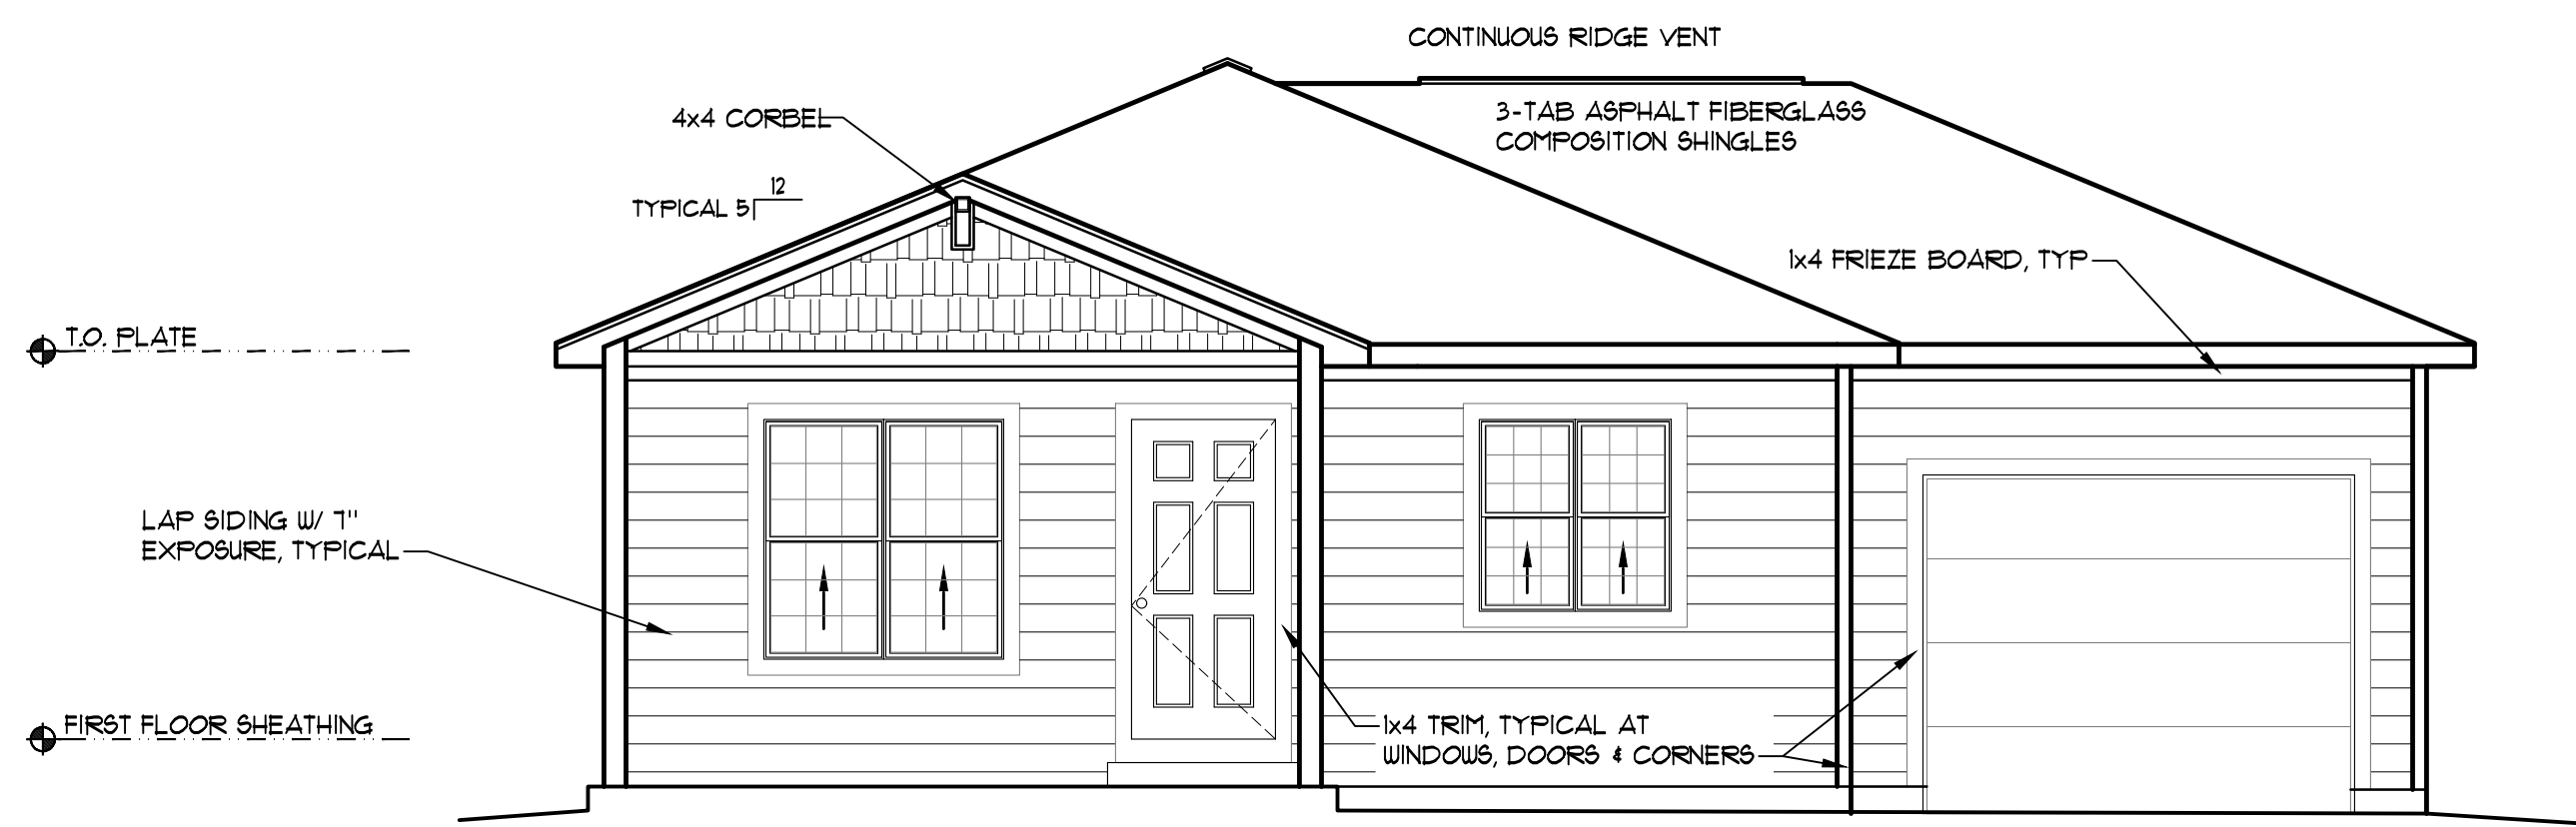 CONTINUOUS RIDGE VENT
3-TAB ASPHALT FIBERGLASS
COMPOSITION SHINGLES
4x4 CORBEL
12
TYPICAL 5
1x4 FRIEZE BOARD, TYP
T.O. PLATE
LAP SIDING W/ 7"
EXPOSURE, TYPICAL
FIRST FLOOR SHEATHING
1x4 TRIM, TYPICAL AT
WINDOWS, DOORS & CORNERS